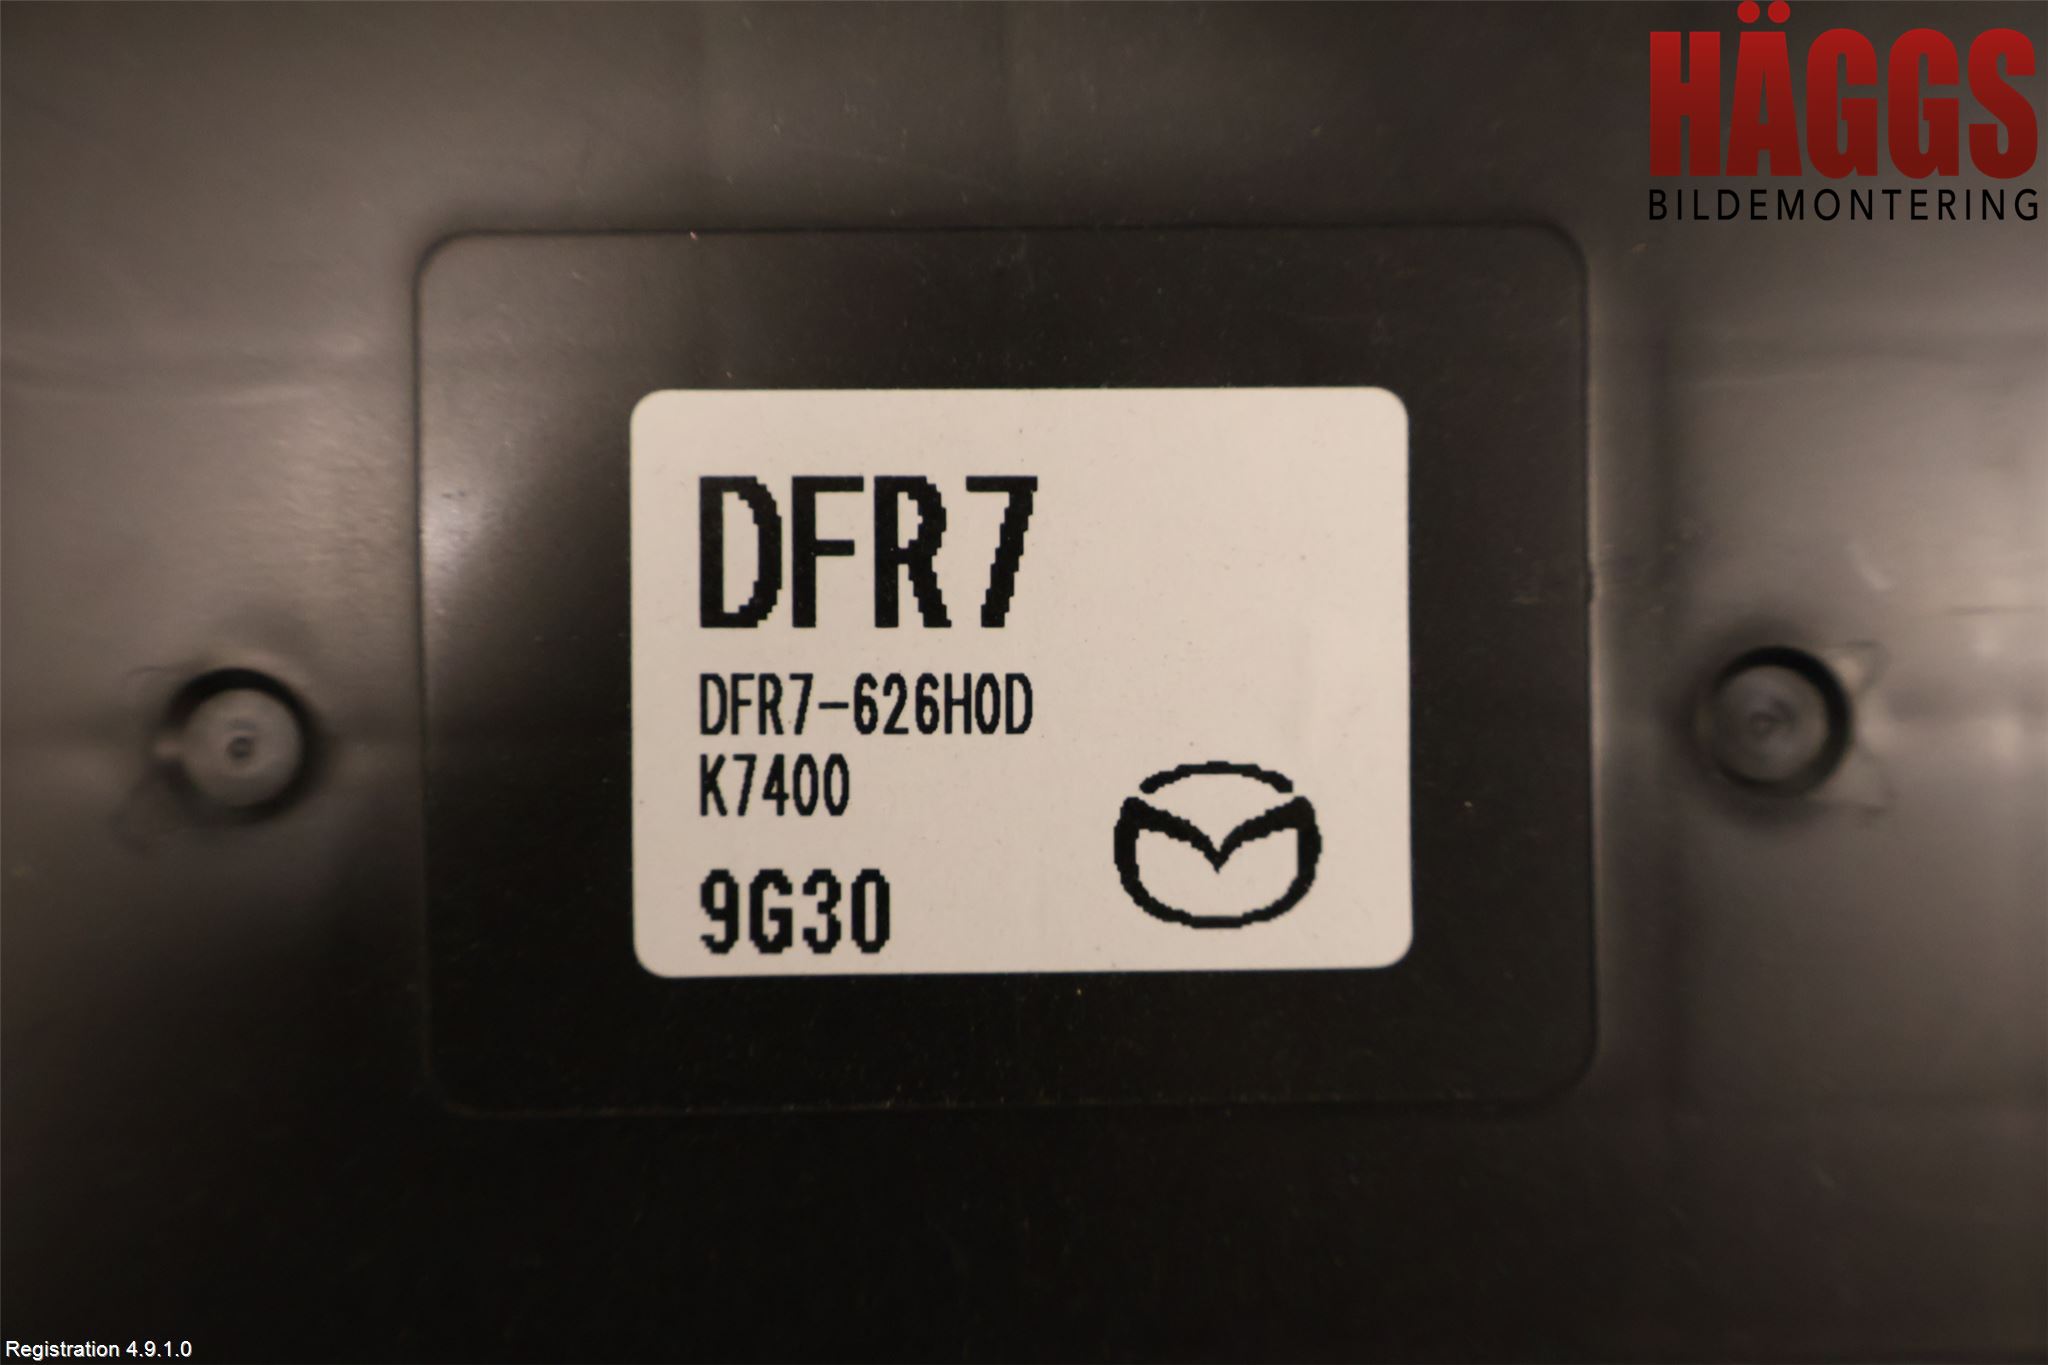 HÄGGS
BILDEMONTERING
DFR7
DFR7-626H0D
K7400
9G30
Registration 4.9.1.0